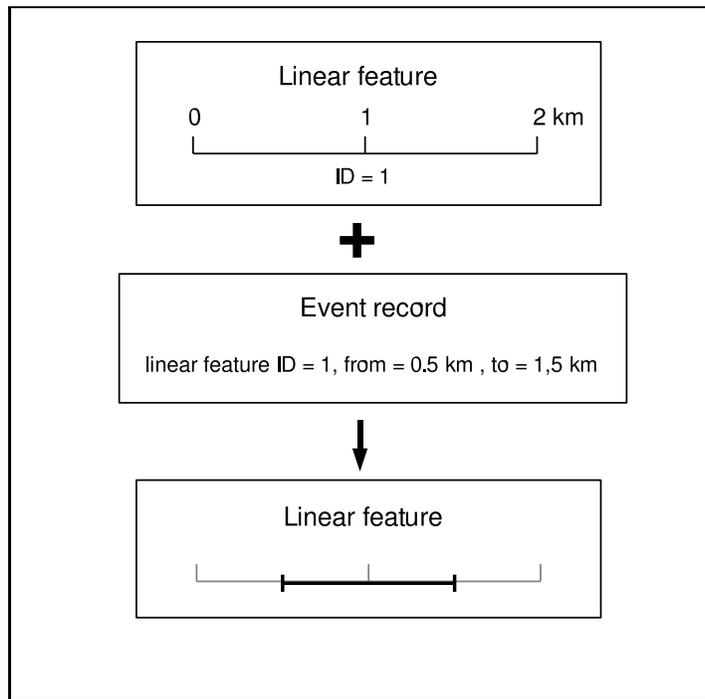 Linear feature
0 1 2 km
ID = 1
Event record
linear feature ID = 1, from = 0.5 km , to = 1,5 km
Linear feature